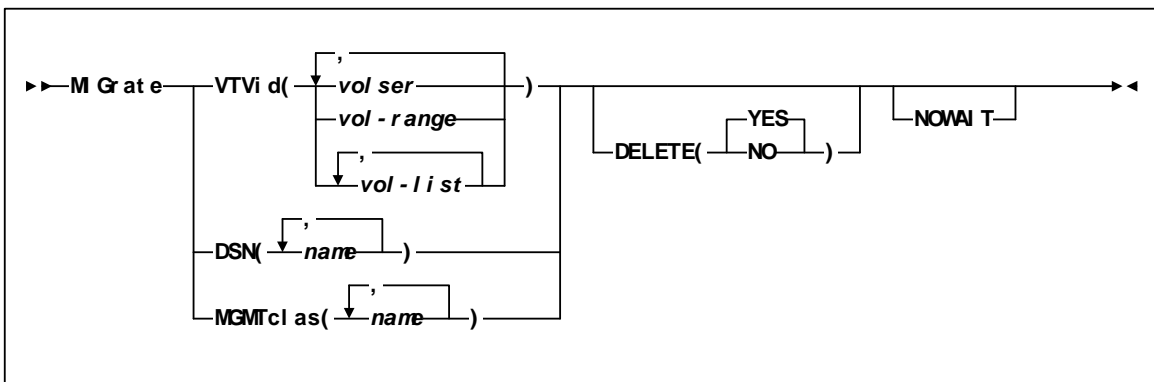 ,
MIGrate VTVid( volser )
vol-range
YES
NOWAIT
,
DELETE( NO )
vol-list
,
DSN( name )
,
MGMTclas( name )